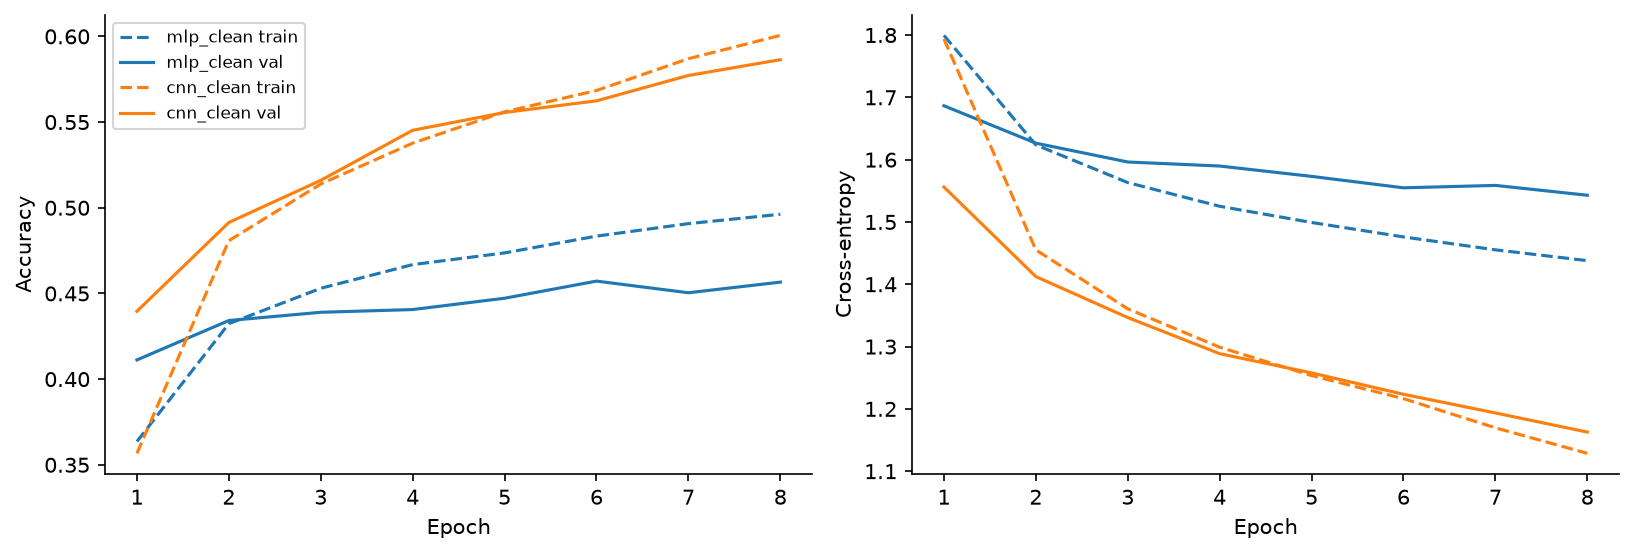 0.60
0.55
0.50
0.45
0.40
0.35
Accuracy
mlp_clean train
mlp_clean val
cnn_clean train
cnn_clean val
1 2 3 4 5 6 7 8
Epoch
1.8
1.7
1.6
1.5
1.4
1.3
1.2
1.1
Cross-entropy
1 2 3 4 5 6 7 8
Epoch